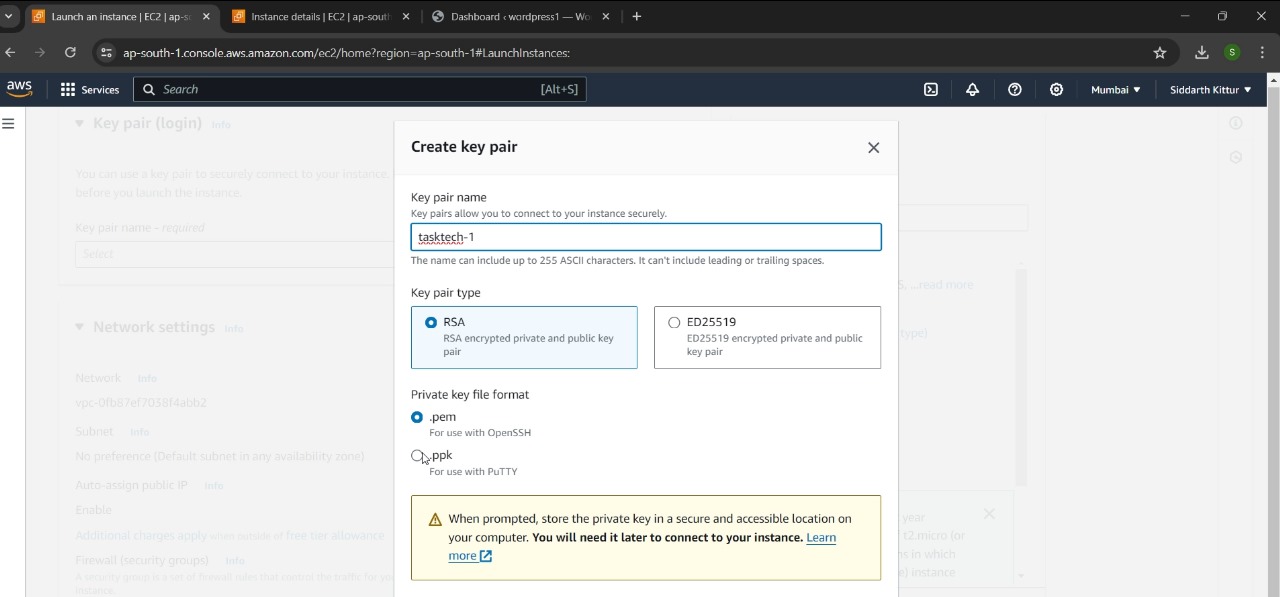 Launch an instance | EC2 | ap-sc
Instance details | EC2 | ap-south
Dashboard ‹ wordpress1 — Wo
ap-south-1.console.aws.amazon.com/ec2/home?region=ap-south-1#LaunchInstances:
S
aws
Services
Search
[Alt+S]
Mumbai
Siddarth Kittur
Key pair (login) Info
You can use a key pair to securely connect to your instance.
before you launch the instance.
Key pair name - required
Select
Network settings Info
Network Info
vpc-0fb87ef7038f4abb2
Subnet Info
No preference (Default subnet in any availability zone)
Auto-assign public IP Info
Enable
Additional charges apply when outside of free tier allowance
Firewall (security groups) Info
A security group is a set of firewall rules that control the traffic for yo
instance.
Create key pair
Key pair name
Key pairs allow you to connect to your instance securely.
tasktech-1
The name can include up to 255 ASCII characters. It can't include leading or trailing spaces.
Key pair type
RSA
RSA encrypted private and public key
pair
ED25519
ED25519 encrypted private and public
key pair
Private key file format
.pem
For use with OpenSSH
.ppk
For use with PuTTY
When prompted, store the private key in a secure and accessible location on
your computer. You will need it later to connect to your instance. Learn
more
S, ...read more
type)
year
t2.micro (or
ns in which
e) instance